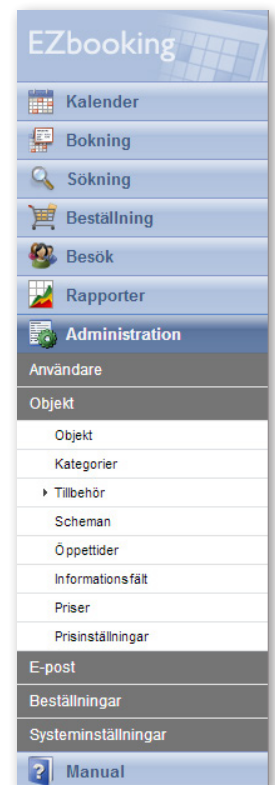 EZbooking
Kalender
Bokning
Sökning
Beställning
Besök
Rapporter
Administration
Användare
Objekt
Objekt
Kategorier
Tillbehör
Scheman
Öppettider
Informationsfält
Priser
Prisinställningar
E-post
Beställningar
Systeminställningar
Manual